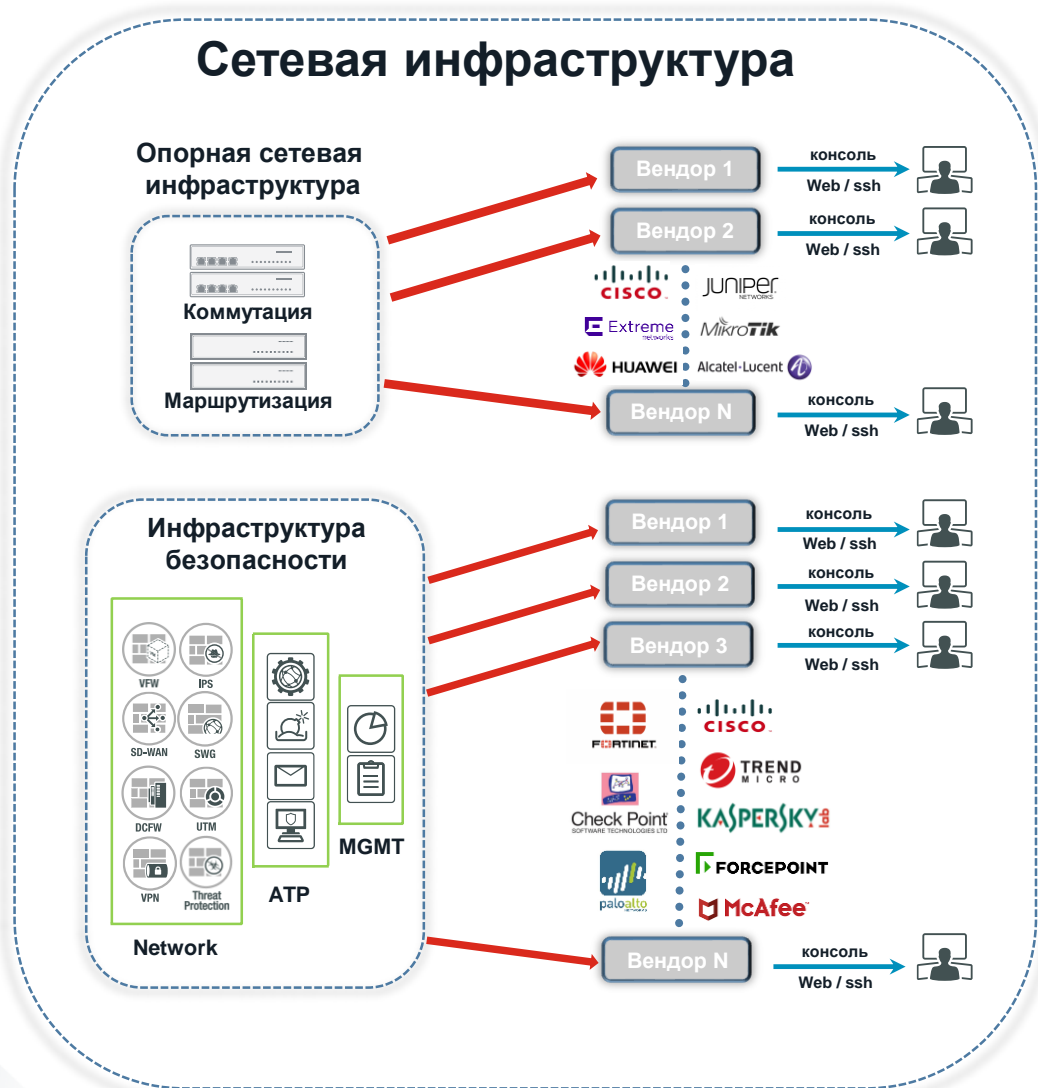 Сетевая инфраструктура
Опорная сетевая
инфраструктура
Коммутация
Маршрутизация
Вендор 1
консоль
Web / ssh
Вендор 2
консоль
Web / ssh
CISCO
JUNIPER
NETWORKS
Extreme
networks
MikroTik
HUAWEI
Alcatel·Lucent
Вендор N
консоль
Web / ssh
Инфраструктура
безопасности
VFW
IPS
SD-WAN
SWG
DCFW
UTM
VPN
Threat
Protection
Network
ATP
MGMT
Вендор 1
консоль
Web / ssh
Вендор 2
консоль
Web / ssh
Вендор 3
консоль
Web / ssh
FORTINET
CISCO
TREND
MICRO
Check Point
SOFTWARE TECHNOLOGIES LTD
KASPERSKY lab
paloalto
NETWORKS
FORCEPOINT
McAfee™
Вендор N
консоль
Web / ssh